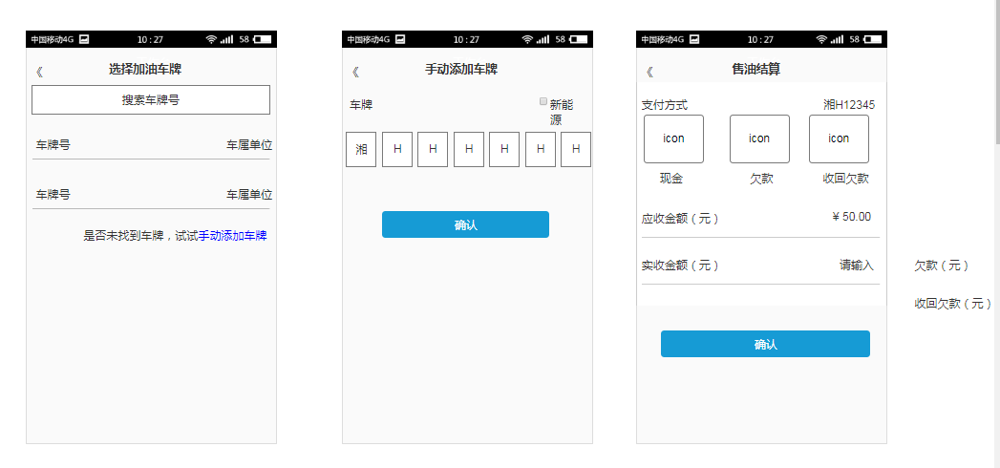 中国移动4G 10:27 58
《 选择加油车牌
搜索车牌号
车牌号 车属单位
车牌号 车属单位
是否未找到车牌，试试手动添加车牌
中国移动4G 10:27 58
《 手动添加车牌
车牌 新能
源
湘 H H H H H H
确认
中国移动4G 10:27 58
《 售油结算
支付方式 湘H12345
icon icon icon
现金 欠款 收回欠款
应收金额（元） ￥50.00
实收金额（元） 请输入
确认
欠款（元）
收回欠款（元）